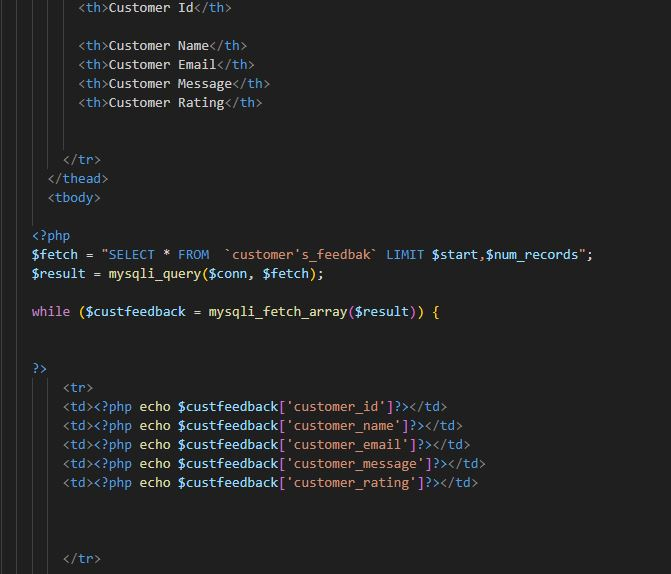 <th>Customer Id</th>
<th>Customer Name</th>
<th>Customer Email</th>
<th>Customer Message</th>
<th>Customer Rating</th>
</tr>
</thead>
<tbody>
<?php
$fetch = "SELECT * FROM  `customer's_feedbak` LIMIT $start,$num_records";
$result = mysqli_query($conn, $fetch);
while ($custfeedback = mysqli_fetch_array($result)) {
?>
<tr>
<td><?php echo $custfeedback['customer_id']?></td>
<td><?php echo $custfeedback['customer_name']?></td>
<td><?php echo $custfeedback['customer_email']?></td>
<td><?php echo $custfeedback['customer_message']?></td>
<td><?php echo $custfeedback['customer_rating']?></td>
</tr>